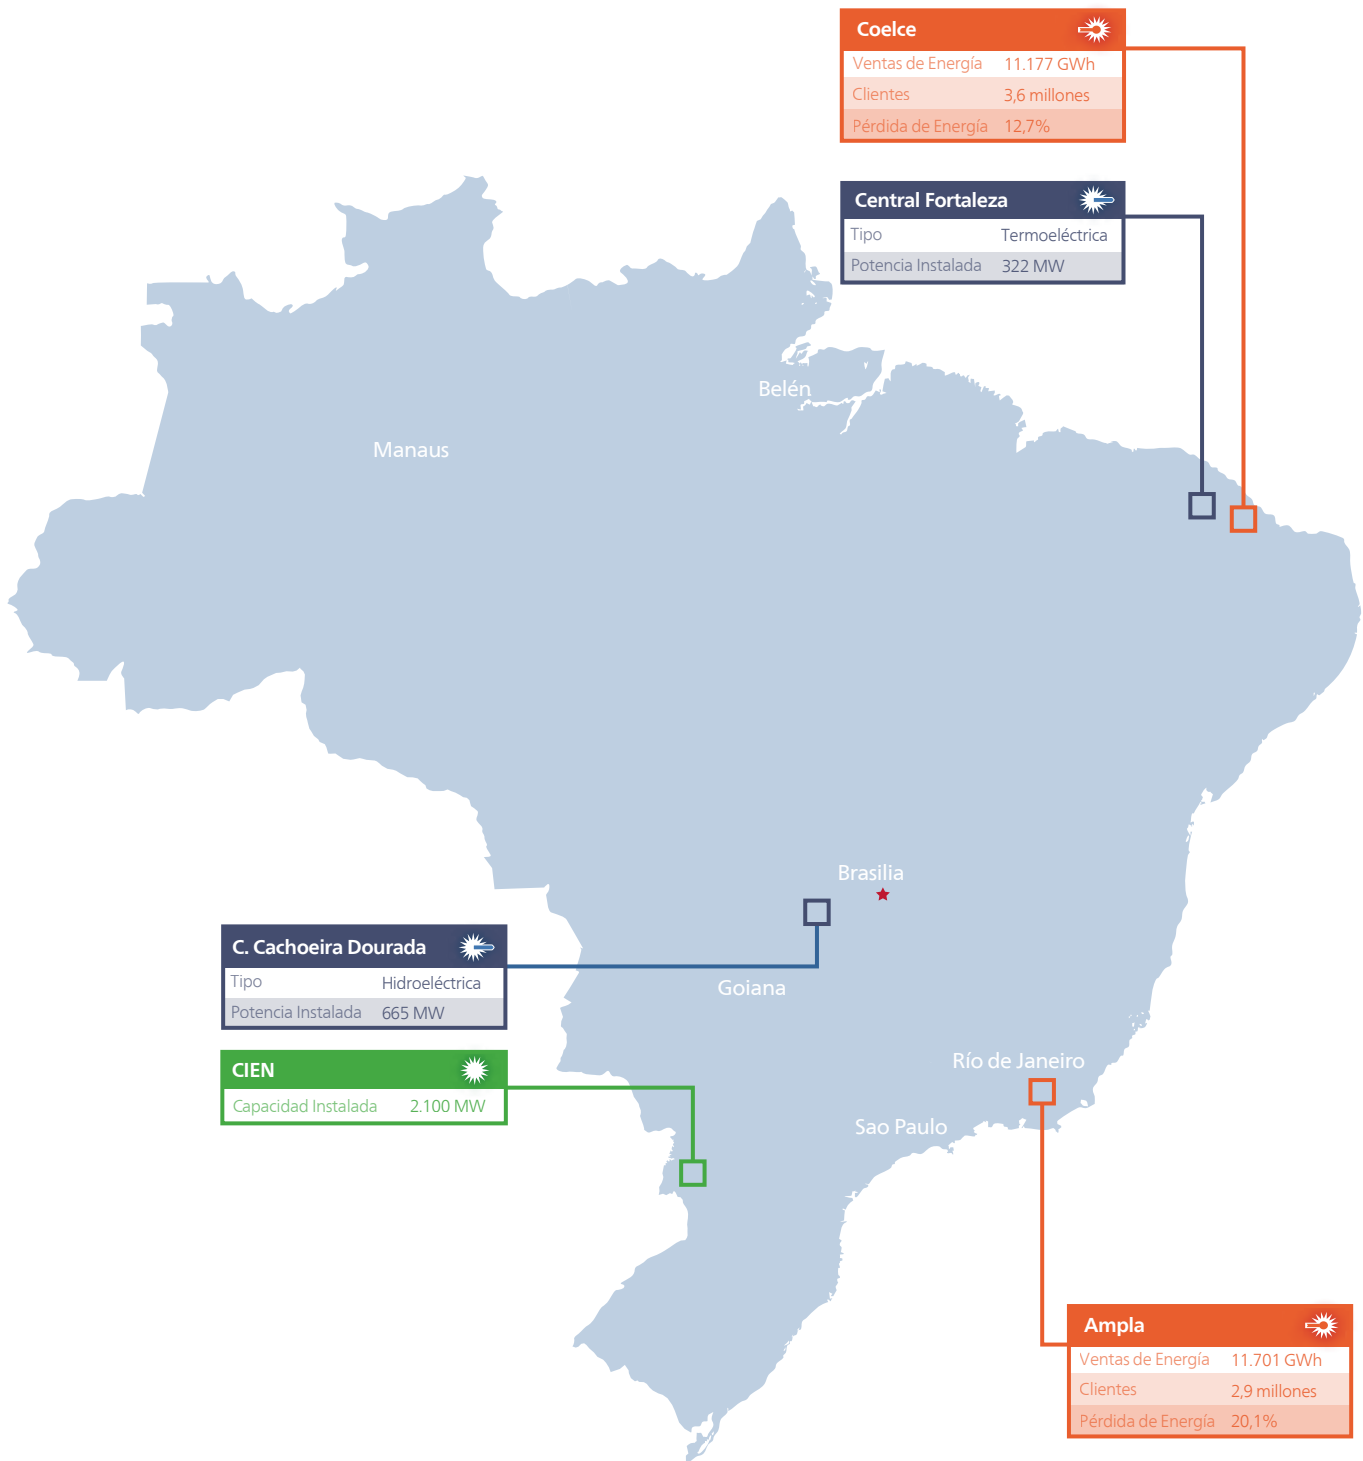 Coelce
Ventas de Energía 11.177 GWh
Clientes 3,6 millones
Pérdida de Energía 12,7%
Central Fortaleza
Tipo Termoeléctrica
Potencia Instalada 322 MW
Belén
Manaus
Brasilia
C. Cachoeira Dourada
Tipo Hidroeléctrica
Potencia Instalada 665 MW
Goiana
CIEN
Capacidad Instalada 2.100 MW
Río de Janeiro
Sao Paulo
Ampla
Ventas de Energía 11.701 GWh
Clientes 2,9 millones
Pérdida de Energía 20,1%